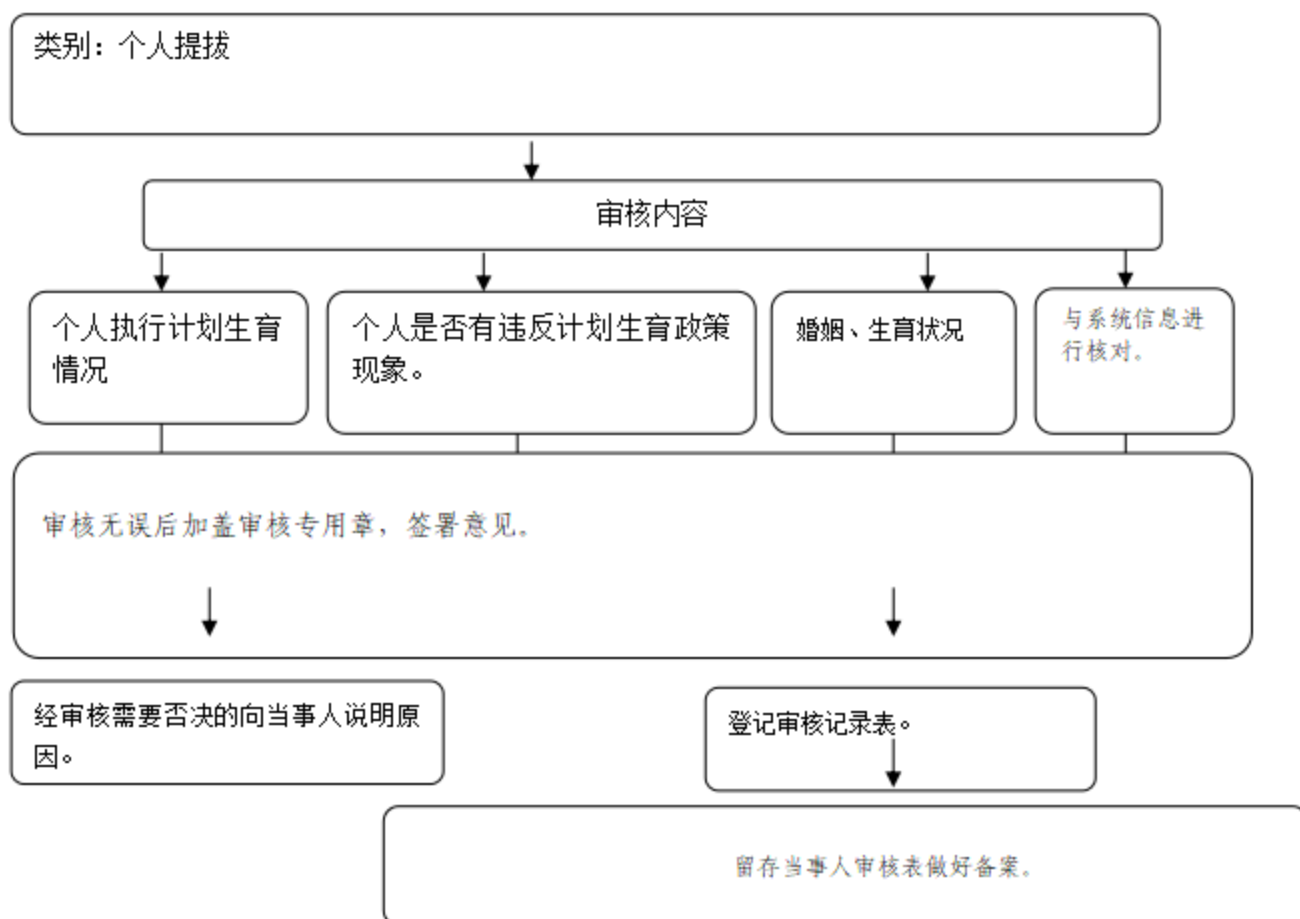 类别：个人提拔
审核内容
个人执行计划生育
情况
个人是否有违反计划生育政策
现象。
婚姻、生育状况
与系统信息进
行核对。
审核无误后加盖审核专用章，签署意见。
经审核需要否决的向当事人说明原
因。
登记审核记录表。
留存当事人审核表做好备案。